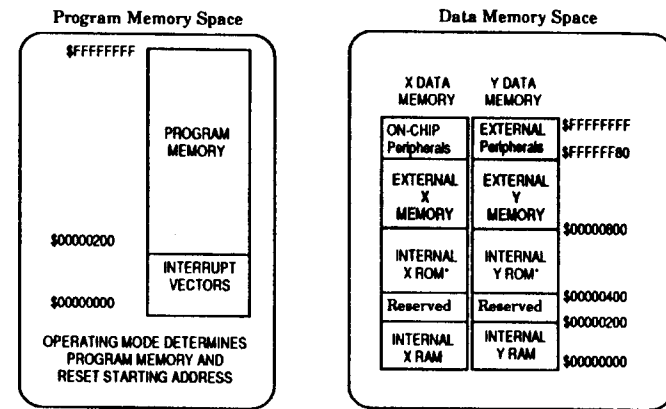 Program Memory Space
$FFFFFFFF
PROGRAM
MEMORY
$00000200
INTERRUPT
VECTORS
$00000000
OPERATING MODE DETERMINES
PROGRAM MEMORY AND
RESET STARTING ADDRESS
Data Memory Space
X DATA
MEMORY
Y DATA
MEMORY
ON-CHIP
Peripherals
EXTERNAL
Peripherals
$FFFFFFFF
$FFFFFF80
EXTERNAL
X
MEMORY
EXTERNAL
Y
MEMORY
$00000800
INTERNAL
X ROM*
INTERNAL
Y ROM*
$00000400
Reserved
Reserved
$00000200
INTERNAL
X RAM
INTERNAL
Y RAM
$00000000